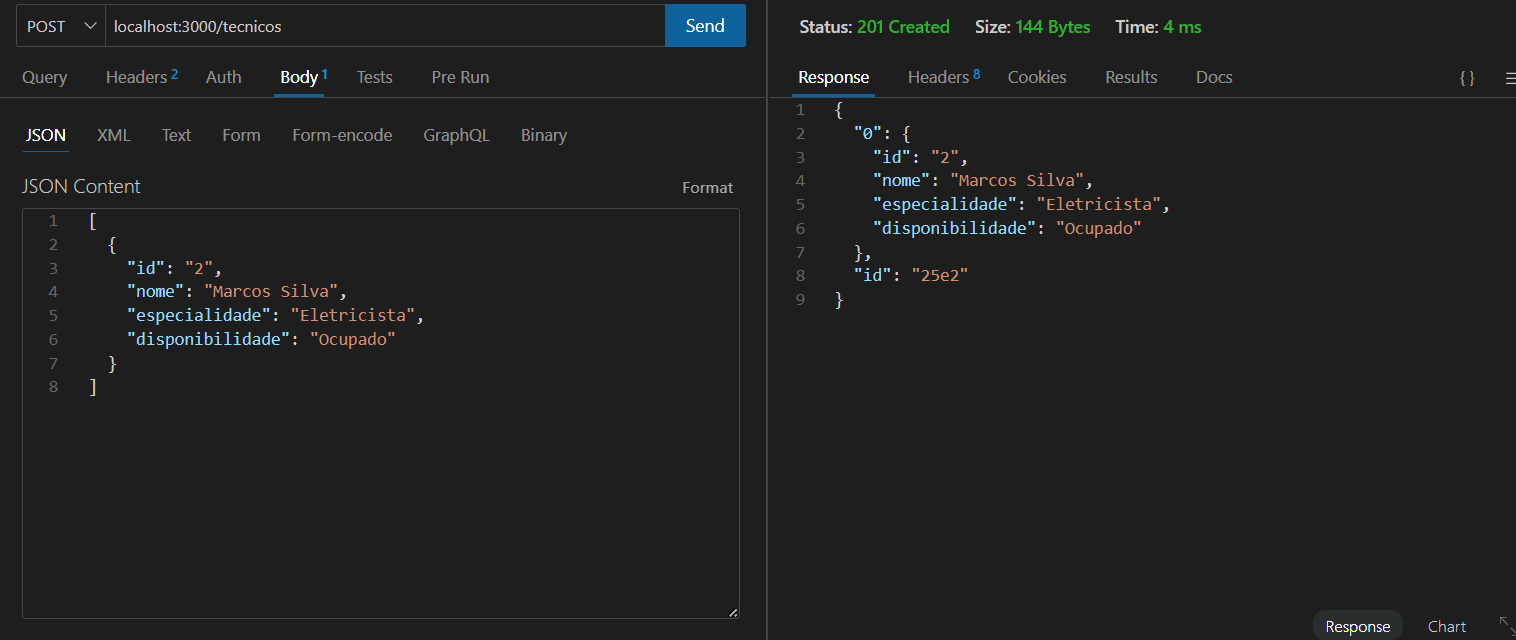 POST localhost:3000/tecnicos Send
Query Headers 2 Auth Body 1 Tests Pre Run
JSON XML Text Form Form-encode GraphQL Binary
JSON Content Format
1 [
2 {
3 "id": "2",
4 "nome": "Marcos Silva",
5 "especialidade": "Eletricista",
6 "disponibilidade": "Ocupado"
7 }
8 ]
Status: 201 Created Size: 144 Bytes Time: 4 ms
Response Headers 8 Cookies Results Docs { }
1 {
2 "0": {
3 "id": "2",
4 "nome": "Marcos Silva",
5 "especialidade": "Eletricista",
6 "disponibilidade": "Ocupado"
7 },
8 "id": "25e2"
9 }
Response Chart